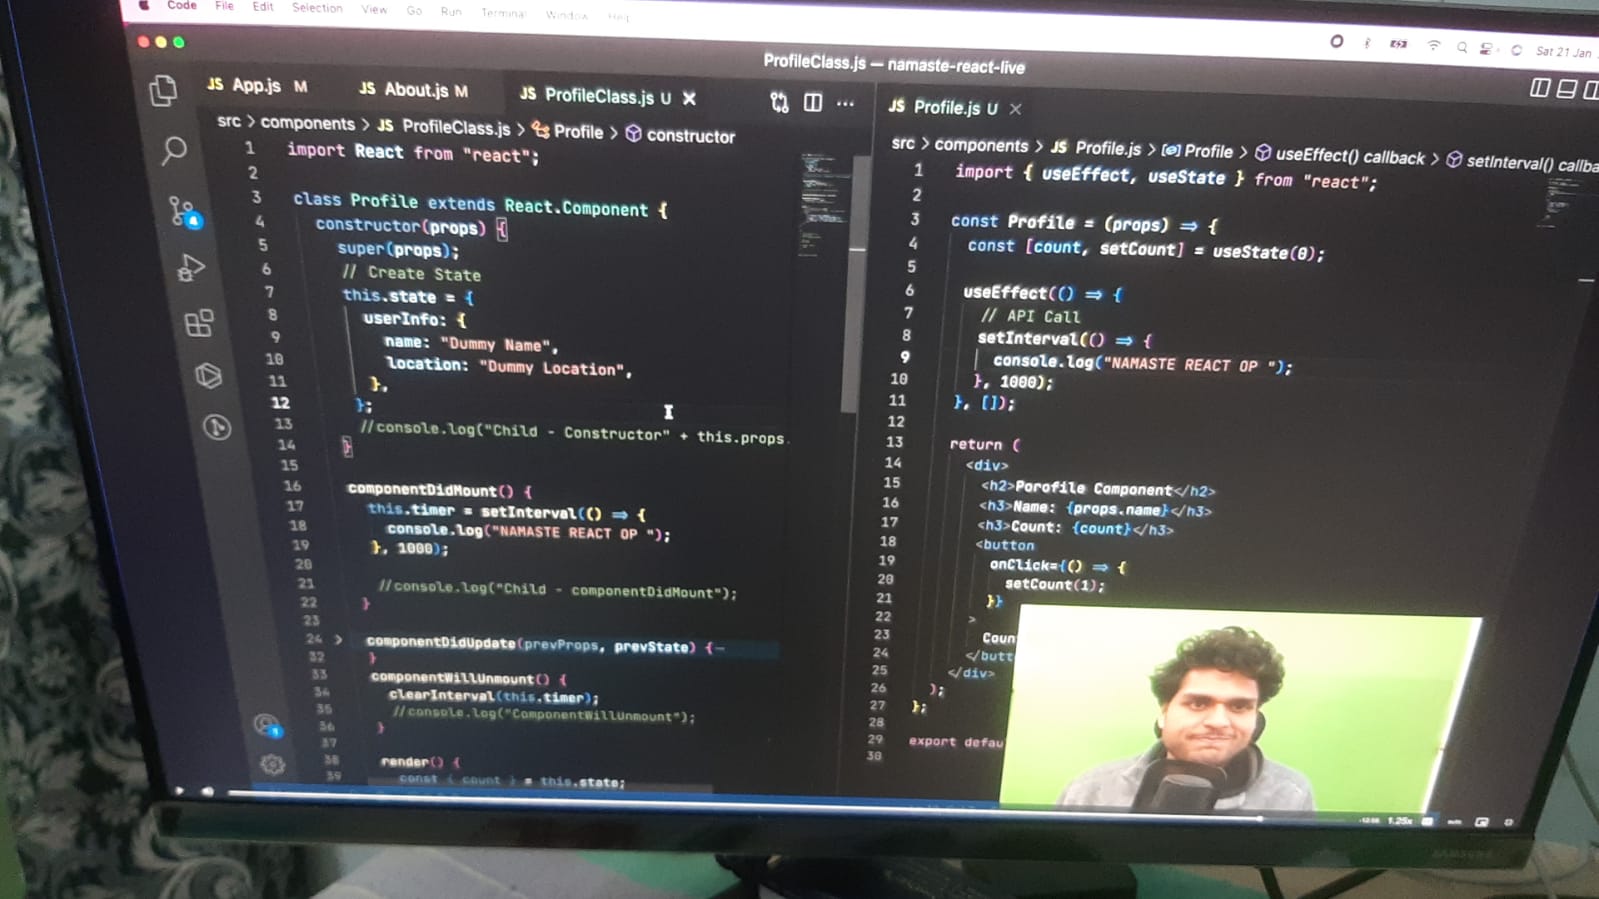 Code File Edit Selection View Go Run Terminal Window Help
Sat 21 Jan
ProfileClass.js — namaste-react-live
JS App.js M JS About.js M JS ProfileClass.js U
src > components > JS ProfileClass.js > Profile > constructor
1 import React from "react";
2
3 class Profile extends React.Component {
4 constructor(props) {
5 super(props);
6 // Create State
7 this.state = {
8 userInfo: {
9 name: "Dummy Name",
10 location: "Dummy Location",
11 },
12 };
13 //console.log("Child - Constructor" + this.props.
14 }
15
16 componentDidMount() {
17 this.timer = setInterval(() => {
18 console.log("NAMASTE REACT OP ");
19 }, 1000);
20
21 //console.log("Child - componentDidMount");
22 }
23
24 > componentDidUpdate(prevProps, prevState) {
32 }
33 componentWillUnmount() {
34 clearInterval(this.timer);
35 //console.log("ComponentWillUnmount");
36 }
37
38 render() {
39 const { count } = this.state;
JS Profile.js U
src > components > JS Profile.js > Profile > useEffect() callback > setInterval() callba
1 import { useEffect, useState } from "react";
2
3 const Profile = (props) => {
4 const [count, setCount] = useState(0);
5
6 useEffect(() => {
7 // API Call
8 setInterval(() => {
9 console.log("NAMASTE REACT OP ");
10 }, 1000);
11 }, []);
12
13 return (
14 <div>
15 <h2>Porofile Component</h2>
16 <h3>Name: {props.name}</h3>
17 <h3>Count: {count}</h3>
18 <button
19 onClick={() => {
20 setCount(1);
21 }}
22 >
23 Coun
24 </butt
25 </div>
26 );
27 };
28
29 export defau
30
1.25x
SAMSUNG